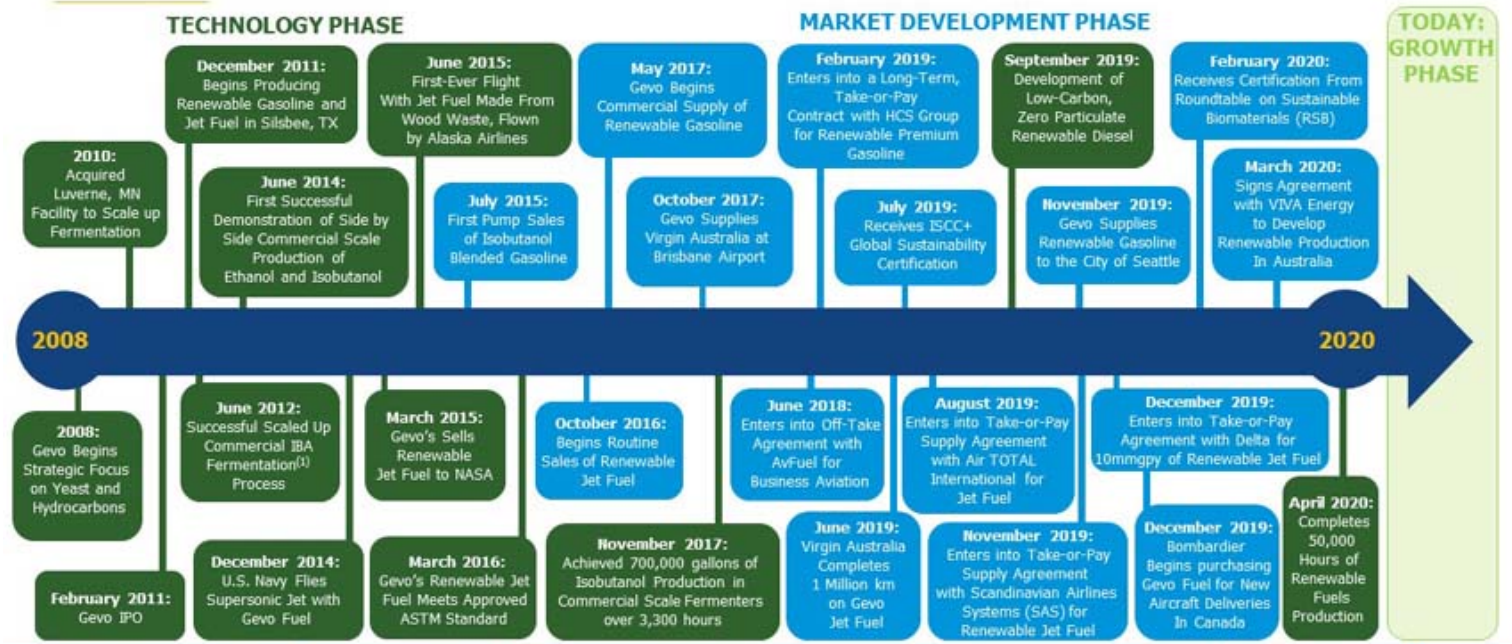 TECHNOLOGY PHASE
MARKET DEVELOPMENT PHASE
TODAY:
GROWTH
PHASE
2010:
Acquired
Luverne, MN
Facility to Scale up
Fermentation
December 2011:
Begins Producing
Renewable Gasoline and
Jet Fuel in Silsbee, TX
June 2014:
First Successful
Demonstration of Side by
Side Commercial Scale
Production of
Ethanol and Isobutanol
June 2015:
First-Ever Flight
With Jet Fuel Made From
Wood Waste, Flown
by Alaska Airlines
July 2015:
First Pump Sales
of Isobutanol
Blended Gasoline
May 2017:
Gevo Begins
Commercial Supply of
Renewable Gasoline
October 2017:
Gevo Supplies
Virgin Australia at
Brisbane Airport
February 2019:
Enters into a Long-Term,
Take-or-Pay
Contract with HCS Group
for Renewable Premium
Gasoline
July 2019:
Receives ISCC+
Global Sustainability
Certification
September 2019:
Development of
Low-Carbon,
Zero Particulate
Renewable Diesel
November 2019:
Gevo Supplies
Renewable Gasoline
to the City of Seattle
February 2020:
Receives Certification From
Roundtable on Sustainable
Biomaterials (RSB)
March 2020:
Signs Agreement
with VIVA Energy
to Develop
Renewable Production
In Australia
2008
2020
2008:
Gevo Begins
Strategic Focus
on Yeast and
Hydrocarbons
February 2011:
Gevo IPO
June 2012:
Successful Scaled Up
Commercial IBA
Fermentation(1)
Process
December 2014:
U.S. Navy Flies
Supersonic Jet with
Gevo Fuel
March 2015:
Gevo's Sells
Renewable
Jet Fuel to NASA
March 2016:
Gevo's Renewable Jet
Fuel Meets Approved
ASTM Standard
October 2016:
Begins Routine
Sales of Renewable
Jet Fuel
November 2017:
Achieved 700,000 gallons of
Isobutanol Production in
Commercial Scale Fermenters
over 3,300 hours
June 2018:
Enters into Off-Take
Agreement with
AvFuel for
Business Aviation
June 2019:
Virgin Australia
Completes
1 Million km
on Gevo
Jet Fuel
August 2019:
Enters into Take-or-Pay
Supply Agreement
with Air TOTAL
International for
Jet Fuel
November 2019:
Enters into Take-or-Pay
Supply Agreement
with Scandinavian Airlines
Systems (SAS) for
Renewable Jet Fuel
December 2019:
Enters into Take-or-Pay
Agreement with Delta for
10mmgpy of Renewable Jet Fuel
December 2019:
Bombardier
Begins purchasing
Gevo Fuel for New
Aircraft Deliveries
In Canada
April 2020:
Completes
50,000
Hours of
Renewable
Fuels
Production